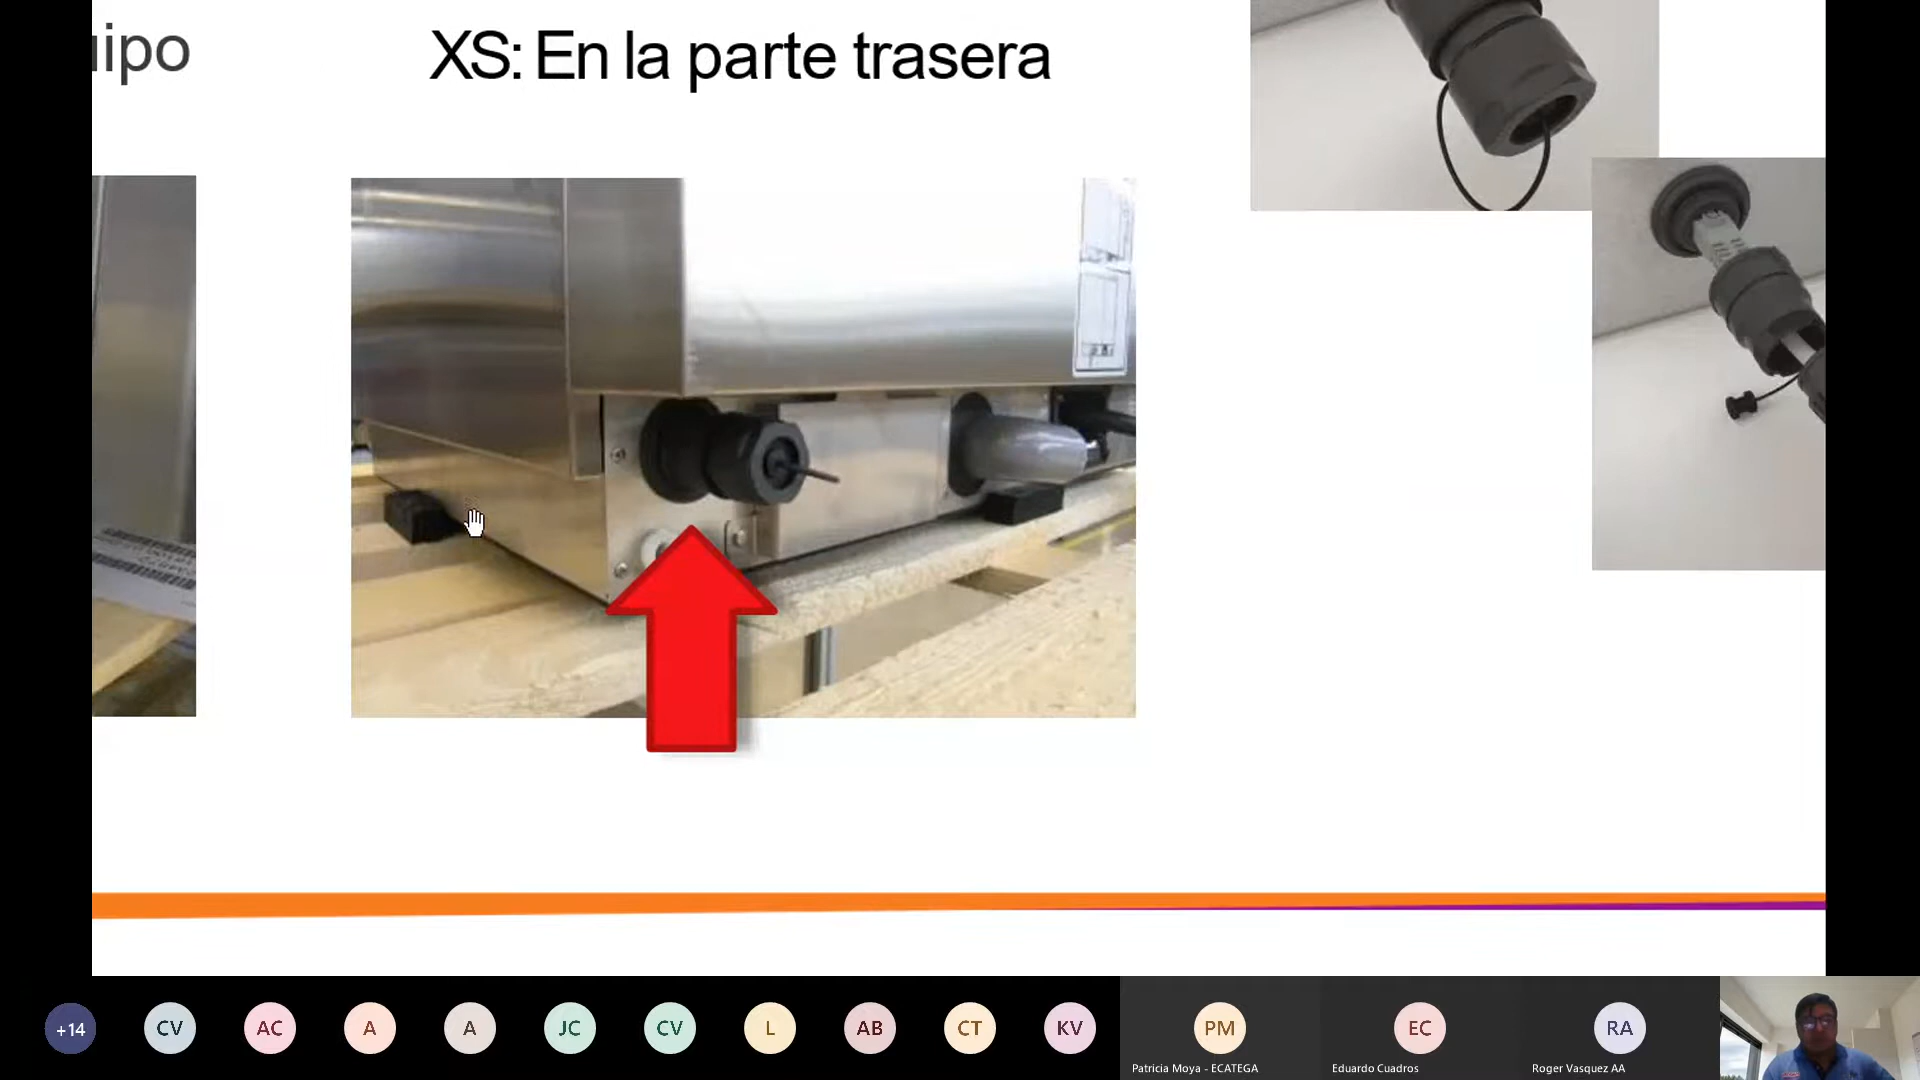 uipo
XS: En la parte trasera
+14
CV
AC
A
A
JC
CV
L
AB
CT
KV
PM
EC
RA
Patricia Moya - ECATEGA
Eduardo Cuadros
Roger Vasquez AA